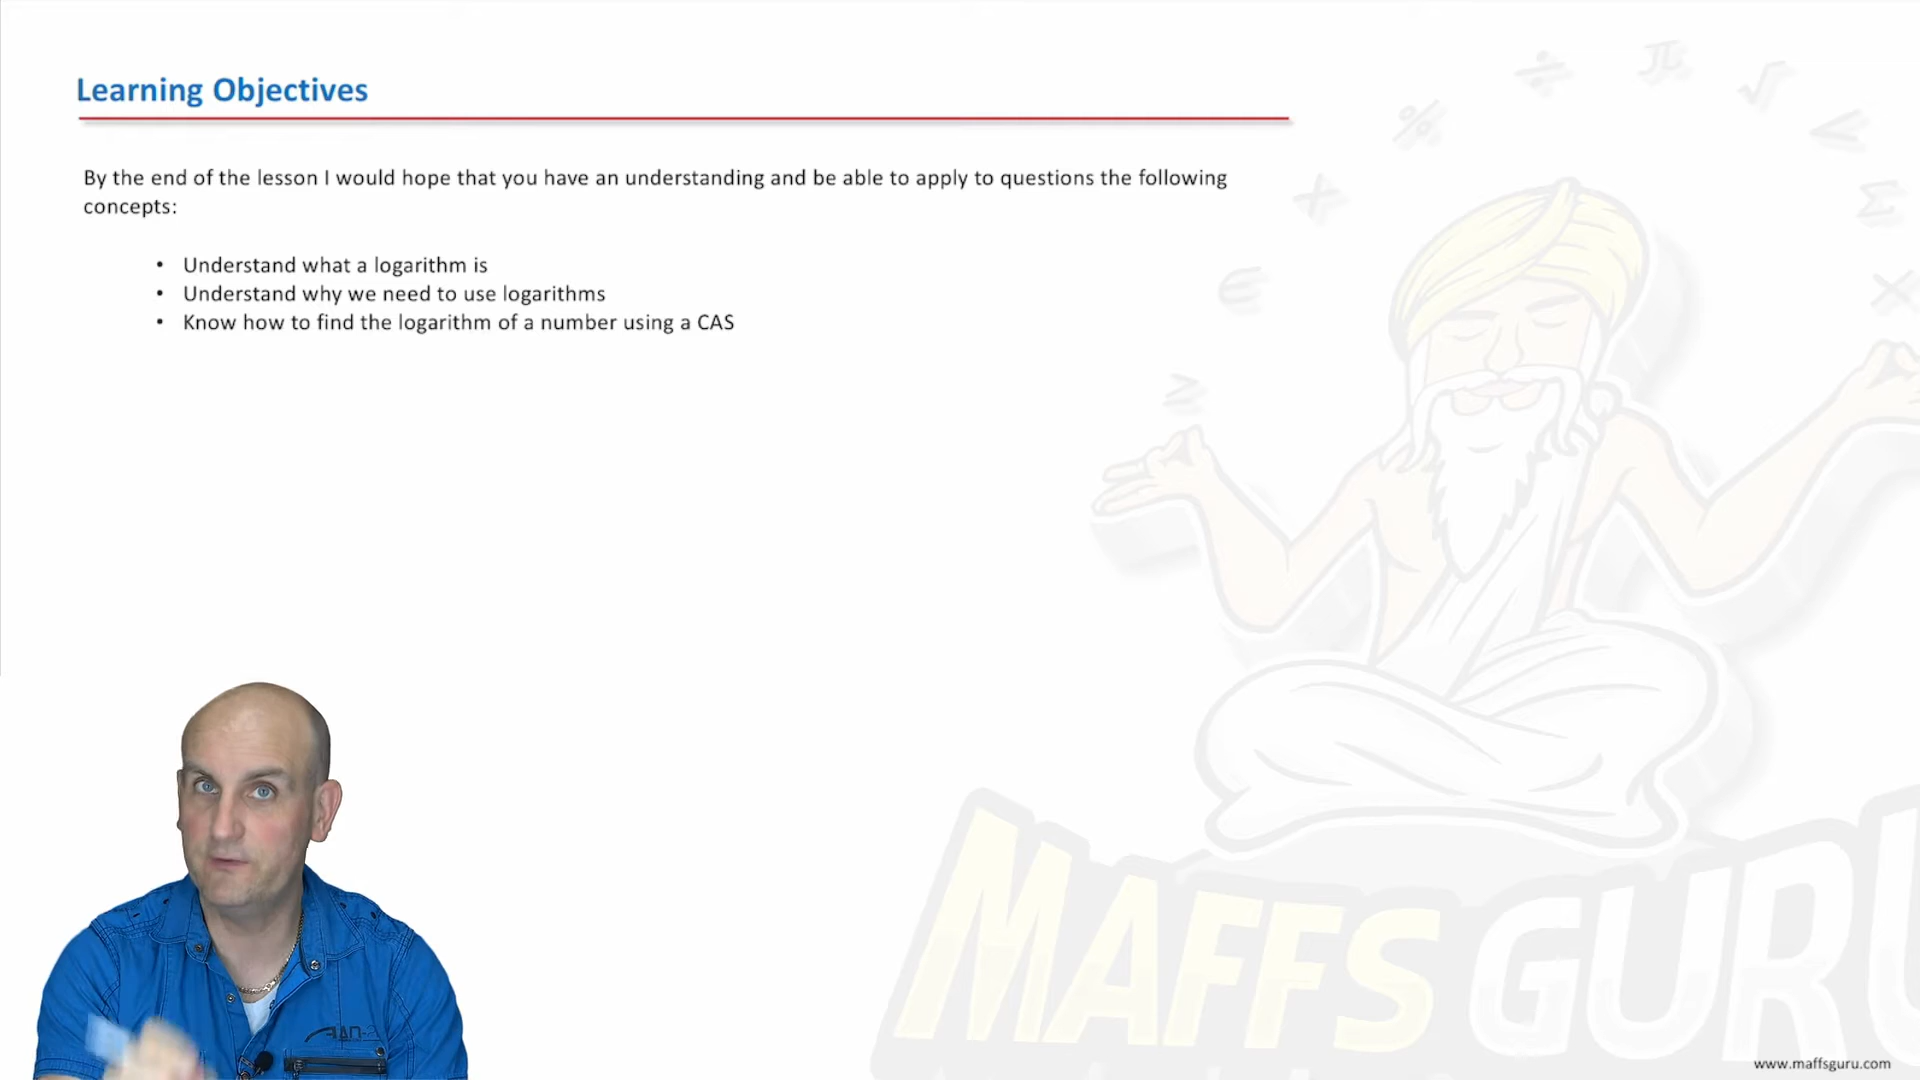 Learning Objectives
By the end of the lesson I would hope that you have an understanding and be able to apply to questions the following
concepts:
• Understand what a logarithm is
• Understand why we need to use logarithms
• Know how to find the logarithm of a number using a CAS
MAFFS GURU
www.maffsguru.com